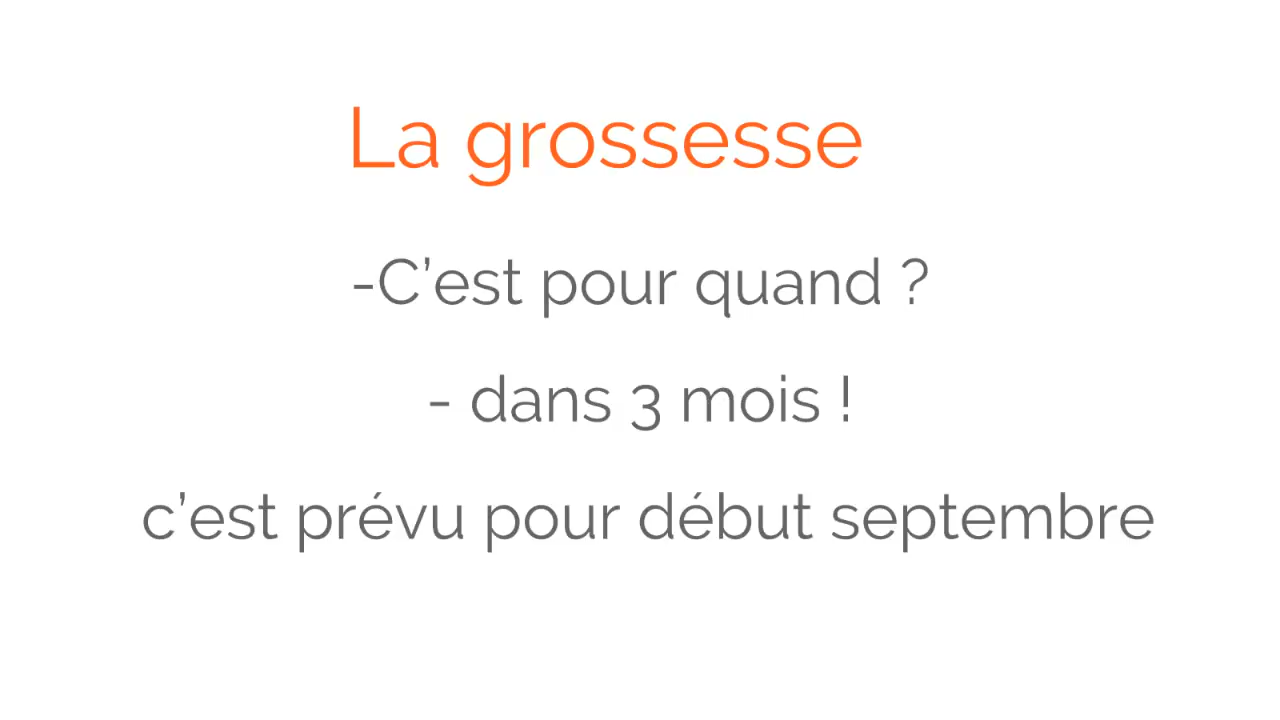 La grossesse
-C’est pour quand ?
- dans 3 mois !
c’est prévu pour début septembre